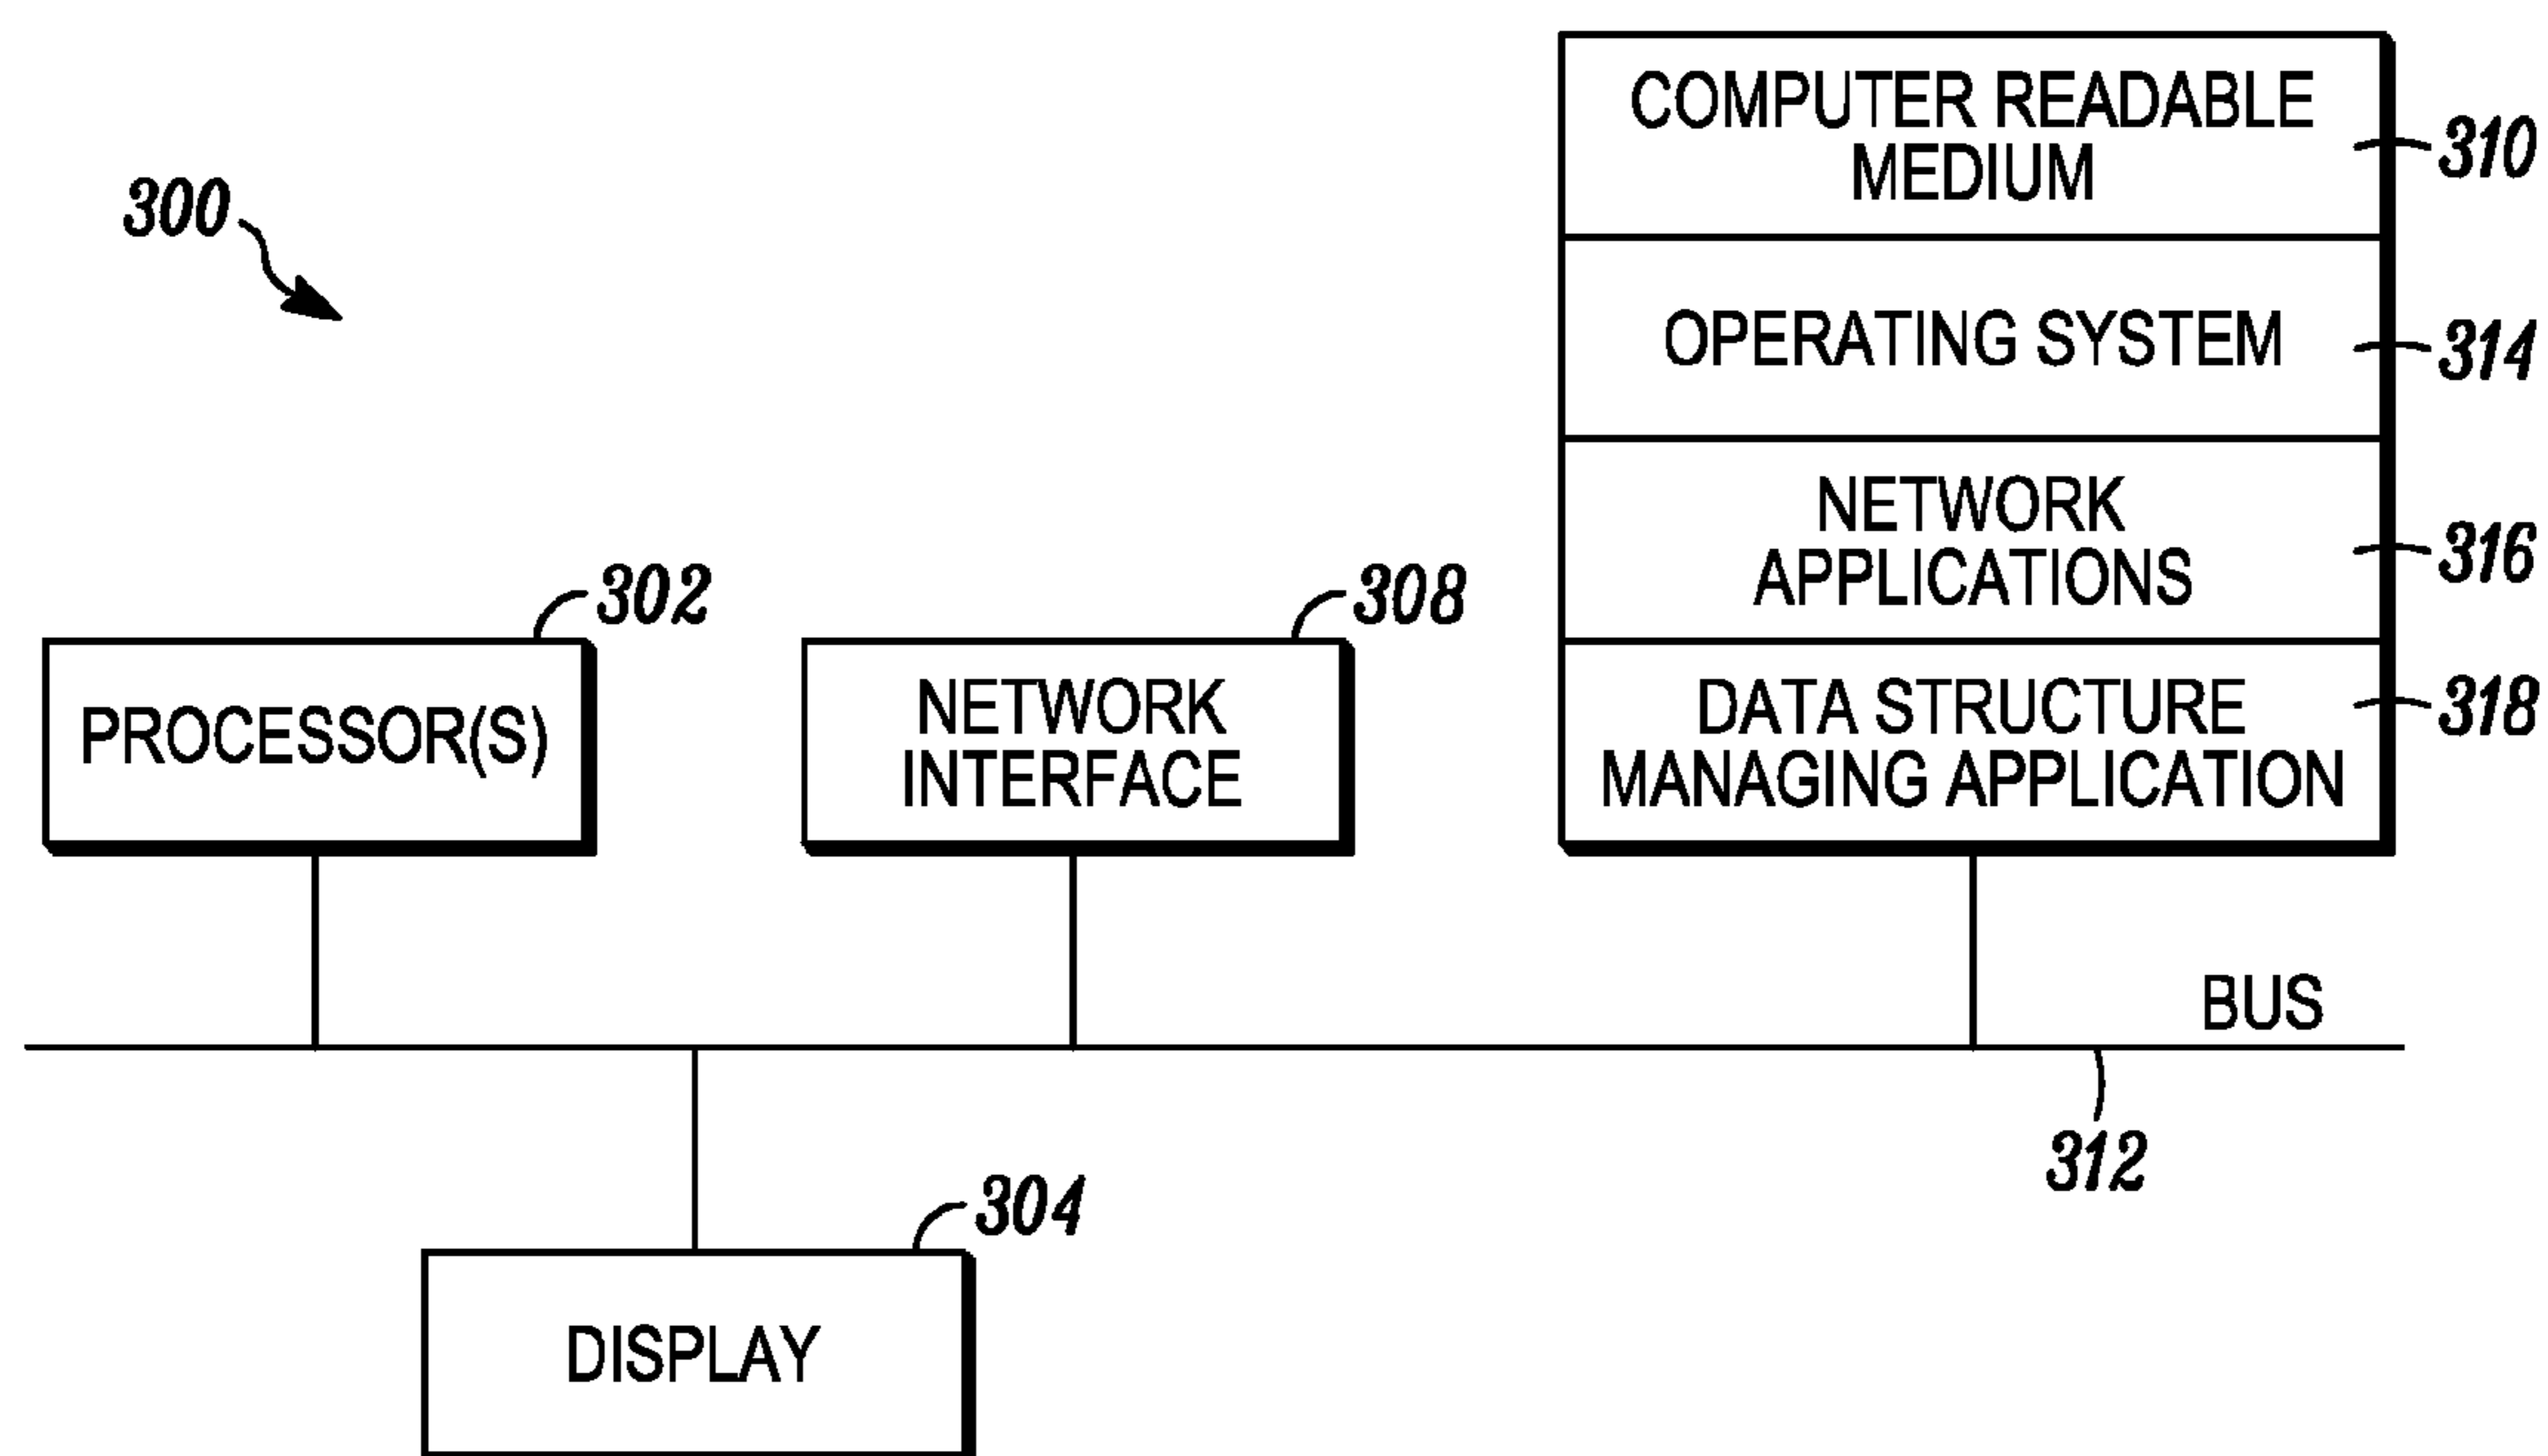 COMPUTER READABLE
MEDIUM
310
300
OPERATING SYSTEM
314
NETWORK
APPLICATIONS
316
302
308
PROCESSOR(S)
NETWORK
INTERFACE
DATA STRUCTURE
MANAGING APPLICATION
318
BUS
312
304
DISPLAY